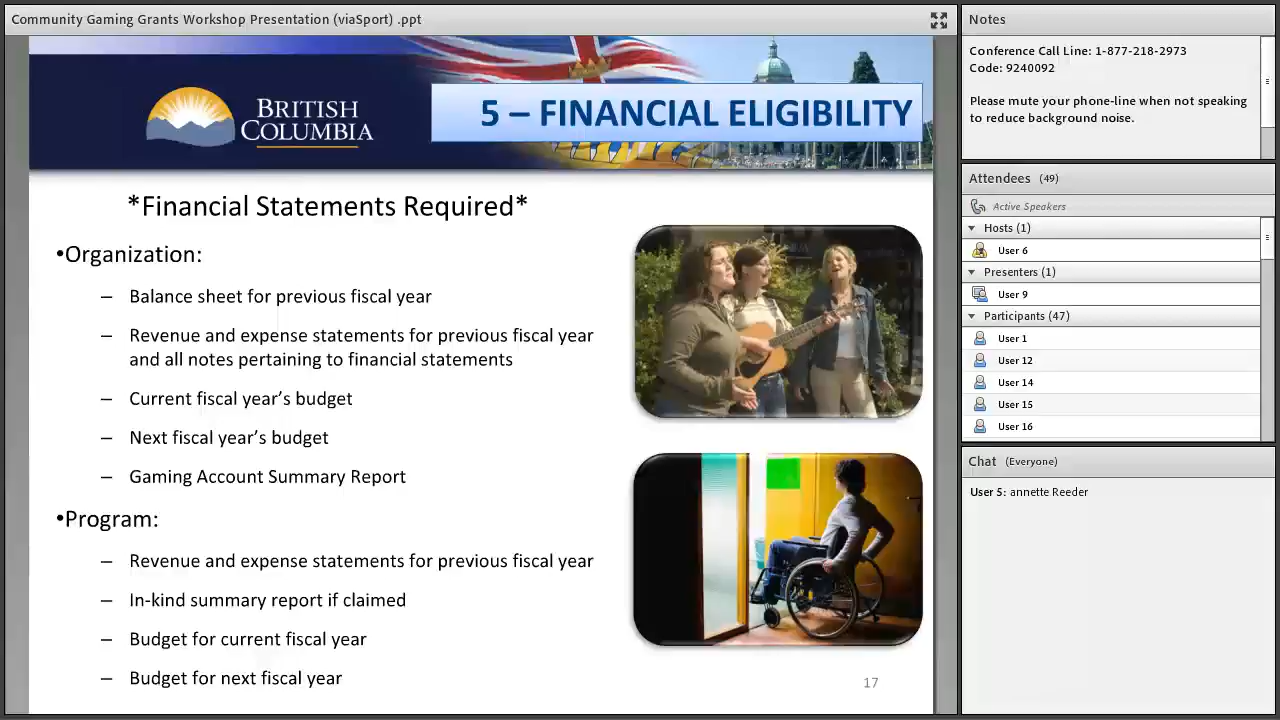 Community Gaming Grants Workshop Presentation (viaSport) .ppt
BRITISH
COLUMBIA
5 – FINANCIAL ELIGIBILITY
*Financial Statements Required*
•Organization:
– Balance sheet for previous fiscal year
– Revenue and expense statements for previous fiscal year
and all notes pertaining to financial statements
– Current fiscal year’s budget
– Next fiscal year’s budget
– Gaming Account Summary Report
•Program:
– Revenue and expense statements for previous fiscal year
– In-kind summary report if claimed
– Budget for current fiscal year
– Budget for next fiscal year
17
Notes
Conference Call Line: 1-877-218-2973
Code: 9240092
Please mute your phone-line when not speaking
to reduce background noise.
Attendees (49)
Active Speakers
Hosts (1)
User 6
Presenters (1)
User 9
Participants (47)
User 1
User 12
User 14
User 15
User 16
Chat (Everyone)
User 5: annette Reeder